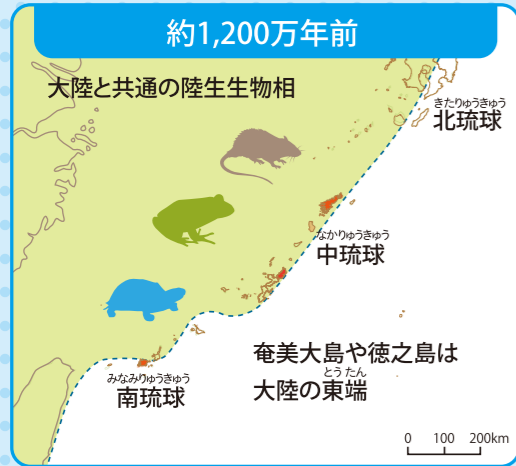 約1,200万年前
大陸と共通の陸生生物相
きたりゅうきゅう
北琉球
なかりゅうきゅう
中琉球
奄美大島や徳之島は
とうたん
大陸の東端
みなみりゅうきゅう
南琉球
0 100 200km